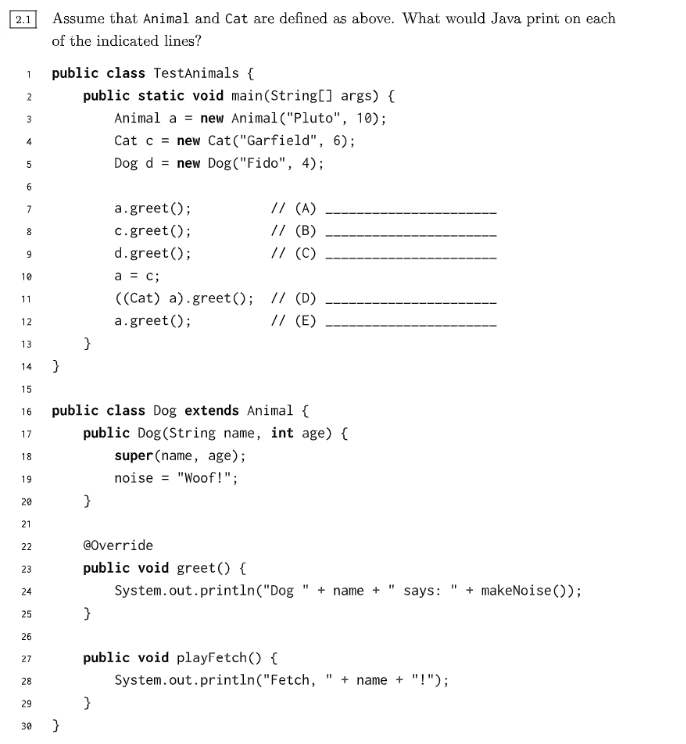 2.1 Assume that Animal and Cat are defined as above. What would Java print on each
of the indicated lines?
1 public class TestAnimals {
2 public static void main(String[] args) {
3 Animal a = new Animal("Pluto", 10);
4 Cat c = new Cat("Garfield", 6);
5 Dog d = new Dog("Fido", 4);
6
7 a.greet(); // (A) ______________________
8 c.greet(); // (B) ______________________
9 d.greet(); // (C) ______________________
10 a = c;
11 ((Cat) a).greet(); // (D) ______________________
12 a.greet(); // (E) ______________________
13 }
14 }
15
16 public class Dog extends Animal {
17 public Dog(String name, int age) {
18 super(name, age);
19 noise = "Woof!";
20 }
21
22 @Override
23 public void greet() {
24 System.out.println("Dog " + name + " says: " + makeNoise());
25 }
26
27 public void playFetch() {
28 System.out.println("Fetch, " + name + "!");
29 }
30 }